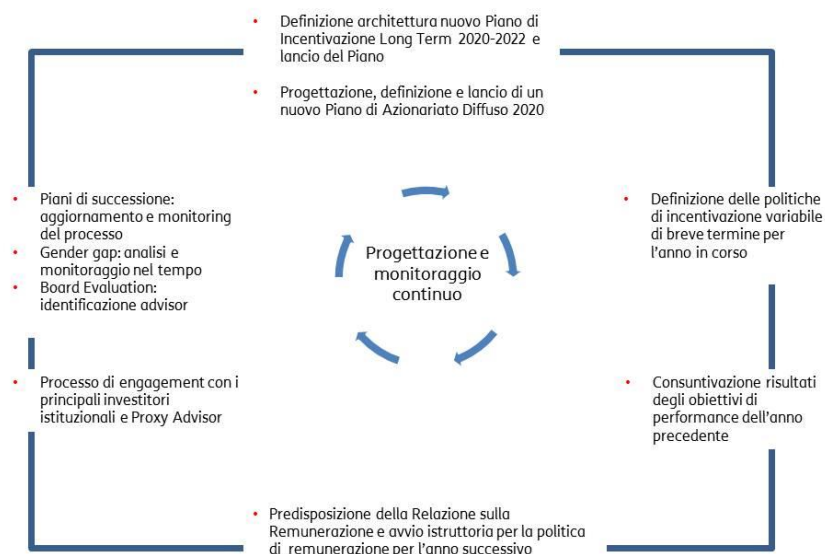 • Definizione architettura nuovo Piano di
Incentivazione Long Term 2020-2022 e
lancio del Piano
• Progettazione, definizione e lancio di un
nuovo Piano di Azionariato Diffuso 2020
• Piani di successione:
aggiornamento e monitoring
del processo
• Gender gap: analisi e
monitoraggio nel tempo
• Board Evaluation:
identificazione advisor
Progettazione e
monitoraggio
continuo
• Definizione delle politiche
di incentivazione variabile
di breve termine per
l'anno in corso
• Processo di engagement con i
principali investitori
istituzionali e Proxy Advisor
• Consuntivazione risultati
degli obiettivi di
performance dell'anno
precedente
• Predisposizione della Relazione sulla
Remunerazione e avvio istruttoria per la politica
di remunerazione per l'anno successivo